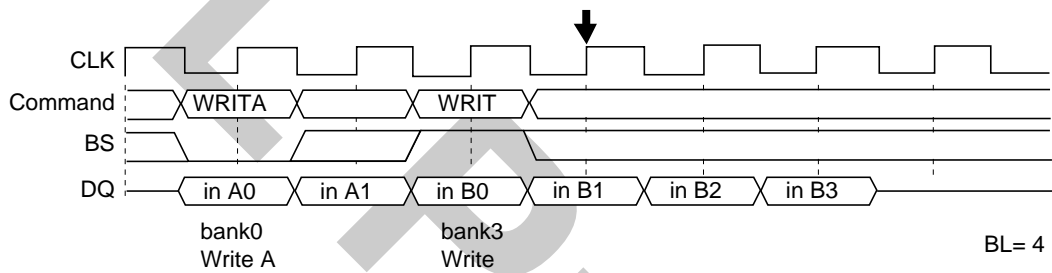 CLK
Command WRITA WRIT
BS
DQ in A0 in A1 in B0 in B1 in B2 in B3
bank0 bank3
Write A Write
BL= 4